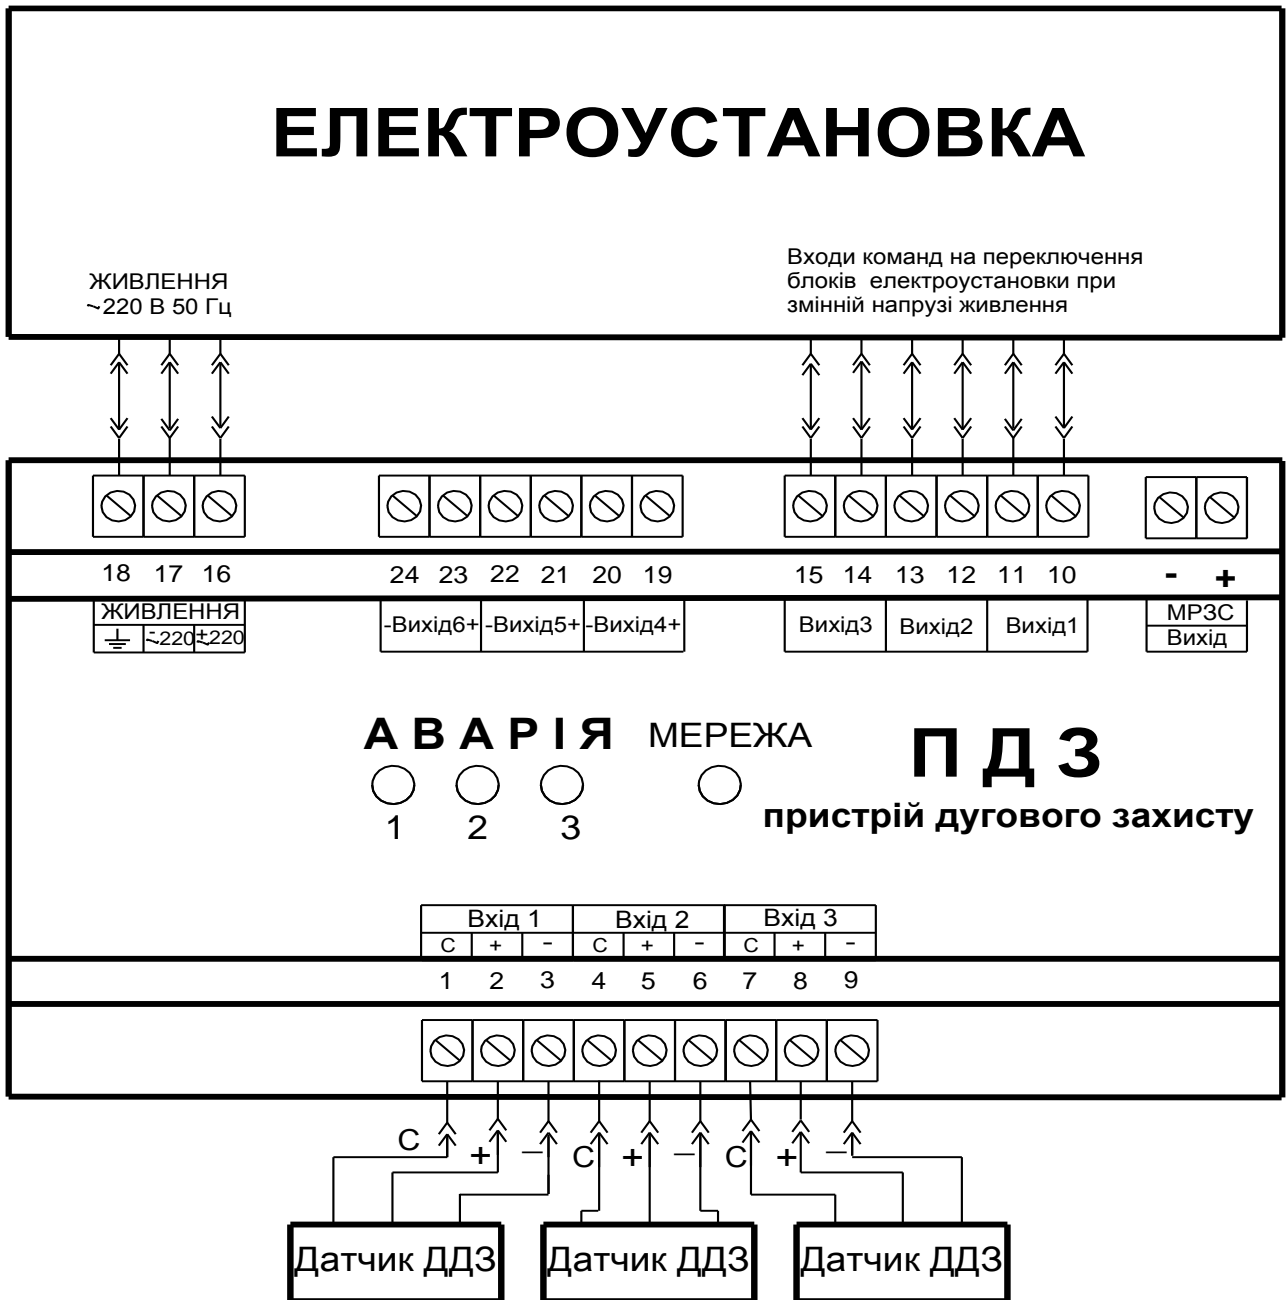 ЕЛЕКТРОУСТАНОВКА
ЖИВЛЕННЯ
~220 В 50 Гц
Входи команд на переключення
блоків електроустановки при
змінній напрузі живлення
18 17 16 24 23 22 21 20 19 15 14 13 12 11 10 - +
ЖИВЛЕННЯ
~220 ±220
-Вихід6+ -Вихід5+ -Вихід4+
Вихід3 Вихід2 Вихід1
МРЗС
Вихід
АВАРІЯ МЕРЕЖА
1 2 3
ПДЗ
пристрій дугового захисту
Вхід 1 Вхід 2 Вхід 3
С + - С + - С + -
1 2 3 4 5 6 7 8 9
С + - С + - С + -
Датчик ДДЗ Датчик ДДЗ Датчик ДДЗ